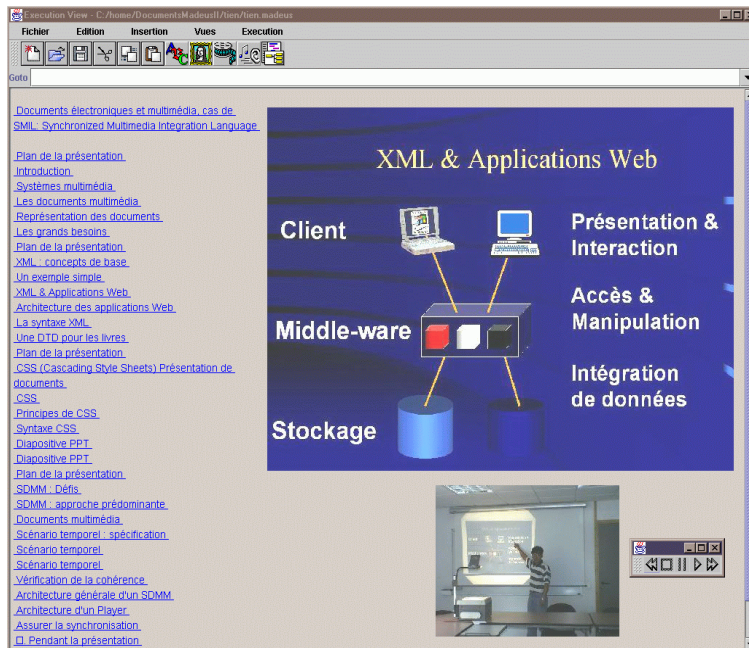 Execution View - C:/home/DocumentsMadeusII/tien/tien.madeus
Fichier Edition Insertion Vues Execution
Goto
Documents électroniques et multimédia, cas de
SMIL: Synchronized Multimedia Integration Language
Plan de la présentation
Introduction
Systèmes multimédia
Les documents multimédia
Représentation des documents
Les grands besoins
Plan de la présentation
XML : concepts de base
Un exemple simple
XML & Applications Web
Architecture des applications Web
La syntaxe XML
Une DTD pour les livres
Plan de la présentation
CSS (Cascading Style Sheets) Présentation de
documents
CSS
Principes de CSS
Syntaxe CSS
Diapositive PPT
Diapositive PPT
Plan de la présentation
SDMM : Défis
SDMM : approche prédominante
Documents multimédia
Scénario temporel : spécification
Scénario temporel
Scénario temporel
Vérification de la cohérence
Architecture générale d'un SDMM
Architecture d'un Player
Assurer la synchronisation
□. Pendant la présentation
XML & Applications Web
Client
Présentation &
Interaction
Middle-ware
Accès &
Manipulation
Stockage
Intégration
de données